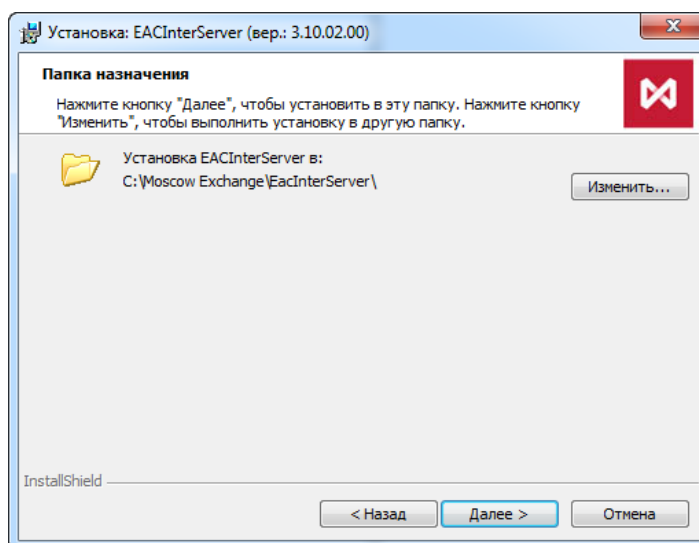 Установка: EACInterServer (вер.: 3.10.02.00)
Папка назначения
Нажмите кнопку "Далее", чтобы установить в эту папку. Нажмите кнопку
"Изменить", чтобы выполнить установку в другую папку.
Установка EACInterServer в:
C:\Moscow Exchange\EacInterServer\
Изменить...
InstallShield
< Назад
Далее >
Отмена